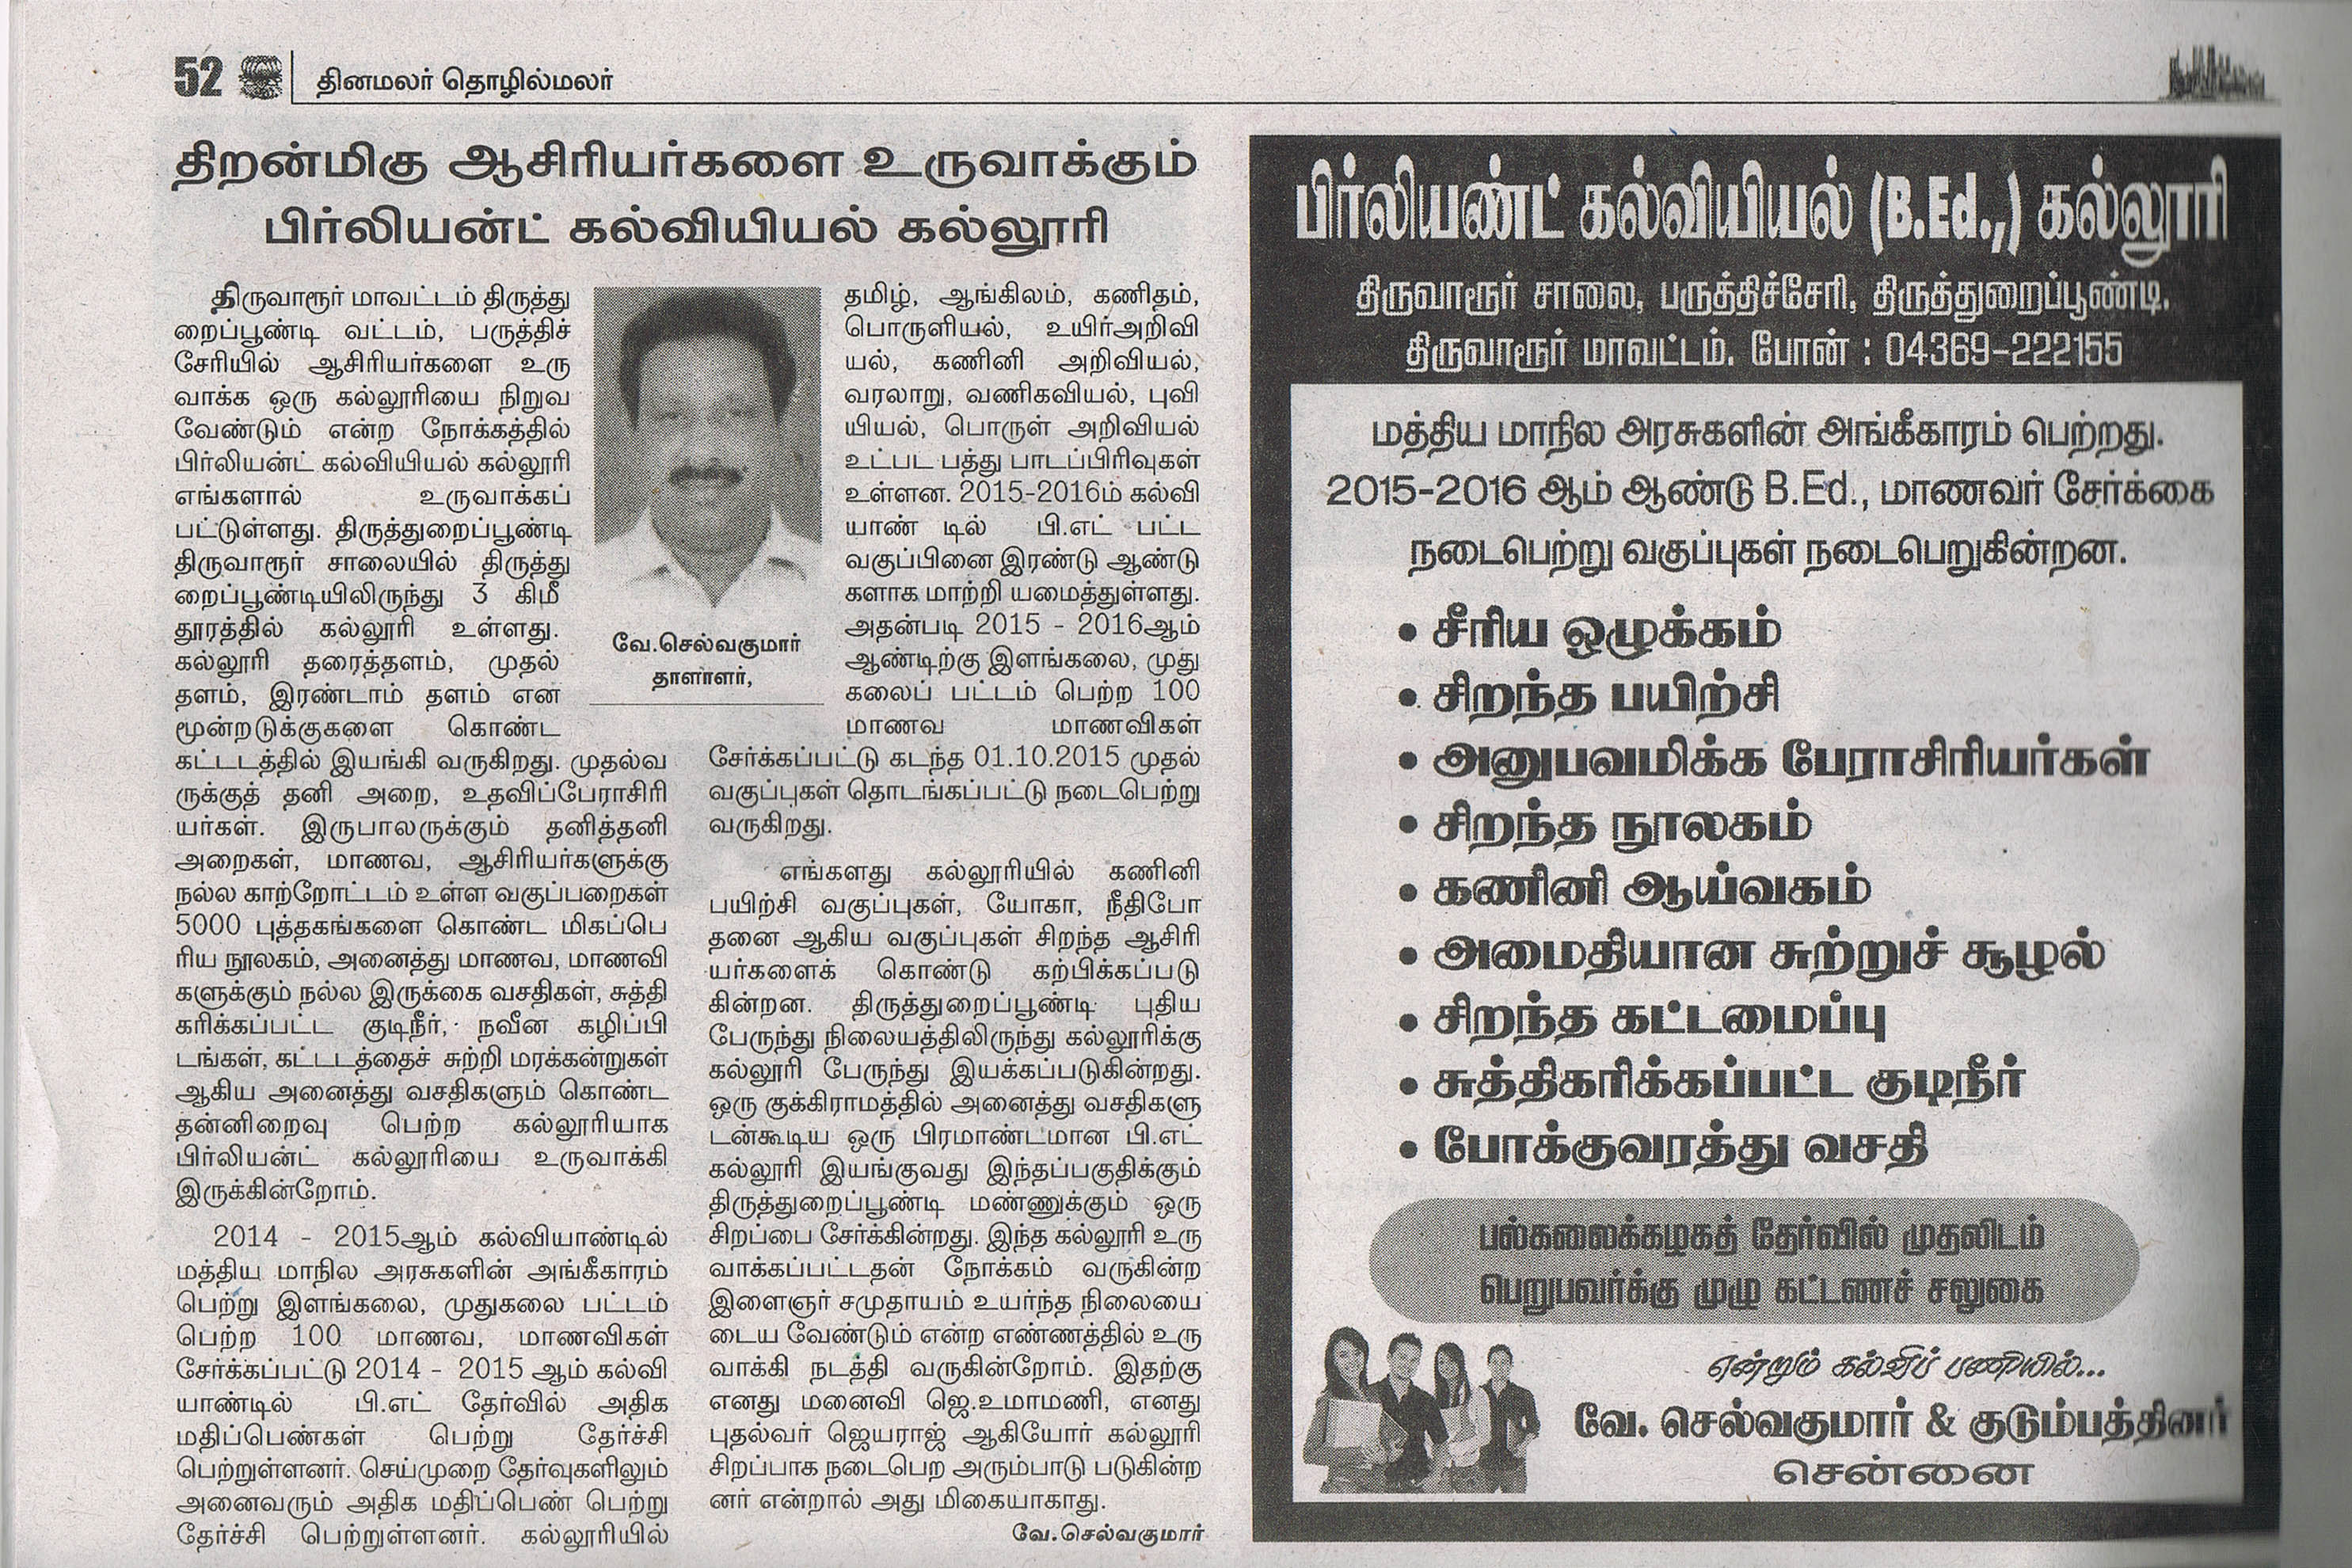 52
தினமலர் தொழில்மலர்
திறன்மிகு ஆசிரியர்களை உருவாக்கும்
பிர்லியன்ட் கல்வியியல் கல்லூரி
திருவாரூர் மாவட்டம் திருத்து
றைப்பூண்டி வட்டம், பருத்திச்
சேரியில் ஆசிரியர்களை உரு
வாக்க ஒரு கல்லூரியை நிறுவ
வேண்டும் என்ற நோக்கத்தில்
பிர்லியன்ட் கல்வியியல் கல்லூரி
எங்களால் உருவாக்கப்
பட்டுள்ளது. திருத்துறைப்பூண்டி
திருவாரூர் சாலையில் திருத்து
றைப்பூண்டியிலிருந்து 3 கிமீ
தூரத்தில் கல்லூரி உள்ளது.
கல்லூரி தரைத்தளம், முதல்
தளம், இரண்டாம் தளம் என
மூன்றடுக்குகளை கொண்ட
கட்டடத்தில் இயங்கி வருகிறது. முதல்வ
ருக்குத் தனி அறை, உதவிப்பேராசிரி
யர்கள். இருபாலருக்கும் தனித்தனி
அறைகள், மாணவ, ஆசிரியர்களுக்கு
நல்ல காற்றோட்டம் உள்ள வகுப்பறைகள்
5000 புத்தகங்களை கொண்ட மிகப்பெ
ரிய நூலகம், அனைத்து மாணவ, மாணவி
களுக்கும் நல்ல இருக்கை வசதிகள், சுத்தி
கரிக்கப்பட்ட குடிநீர், நவீன கழிப்பி
டங்கள், கட்டடத்தைச் சுற்றி மரக்கன்றுகள்
ஆகிய அனைத்து வசதிகளும் கொண்ட
தன்னிறைவு பெற்ற கல்லூரியாக
பிர்லியன்ட் கல்லூரியை உருவாக்கி
இருக்கின்றோம்.
2014 - 2015ஆம் கல்வியாண்டில்
மத்திய மாநில அரசுகளின் அங்கீகாரம்
பெற்று இளங்கலை, முதுகலை பட்டம்
பெற்ற 100 மாணவ, மாணவிகள்
சேர்க்கப்பட்டு 2014 - 2015 ஆம் கல்வி
யாண்டில் பி.எட் தேர்வில் அதிக
மதிப்பெண்கள் பெற்று தேர்ச்சி
பெற்றுள்ளனர். செய்முறை தேர்வுகளிலும்
அனைவரும் அதிக மதிப்பெண் பெற்று
தேர்ச்சி பெற்றுள்ளனர். கல்லூரியில்
வே.செல்வகுமார்
தாளாளர்,
தமிழ், ஆங்கிலம், கணிதம்,
பொருளியல், உயிர்அறிவி
யல், கணினி அறிவியல்,
வரலாறு, வணிகவியல், புவி
யியல், பொருள் அறிவியல்
உட்பட பத்து பாடப்பிரிவுகள்
உள்ளன. 2015-2016ம் கல்வி
யாண் டில் பி.எட் பட்ட
வகுப்பினை இரண்டு ஆண்டு
களாக மாற்றி யமைத்துள்ளது.
அதன்படி 2015 - 2016ஆம்
ஆண்டிற்கு இளங்கலை, முது
கலைப் பட்டம் பெற்ற 100
மாணவ மாணவிகள்
சேர்க்கப்பட்டு கடந்த 01.10.2015 முதல்
வகுப்புகள் தொடங்கப்பட்டு நடைபெற்று
வருகிறது.
எங்களது கல்லூரியில் கணினி
பயிற்சி வகுப்புகள், யோகா, நீதிபோ
தனை ஆகிய வகுப்புகள் சிறந்த ஆசிரி
யர்களைக் கொண்டு கற்பிக்கப்படு
கின்றன. திருத்துறைப்பூண்டி புதிய
பேருந்து நிலையத்திலிருந்து கல்லூரிக்கு
கல்லூரி பேருந்து இயக்கப்படுகின்றது.
ஒரு குக்கிராமத்தில் அனைத்து வசதிகளு
டன்கூடிய ஒரு பிரமாண்டமான பி.எட்
கல்லூரி இயங்குவது இந்தப்பகுதிக்கும்
திருத்துறைப்பூண்டி மண்ணுக்கும் ஒரு
சிறப்பை சேர்க்கின்றது. இந்த கல்லூரி உரு
வாக்கப்பட்டதன் நோக்கம் வருகின்ற
இளைஞர் சமுதாயம் உயர்ந்த நிலையை
டைய வேண்டும் என்ற எண்ணத்தில் உரு
வாக்கி நடத்தி வருகின்றோம். இதற்கு
எனது மனைவி ஜெ.உமாமணி, எனது
புதல்வர் ஜெயராஜ் ஆகியோர் கல்லூரி
சிறப்பாக நடைபெற அரும்பாடு படுகின்ற
னர் என்றால் அது மிகையாகாது.
வே.செல்வகுமார்
பிர்லியண்ட் கல்வியியல் (B.Ed.,) கல்லூரி
திருவாரூர் சாலை, பருத்திச்சேரி, திருத்துறைப்பூண்டி.
திருவாரூர் மாவட்டம். போன் : 04369-222155
மத்திய மாநில அரசுகளின் அங்கீகாரம் பெற்றது.
2015-2016 ஆம் ஆண்டு B.Ed., மாணவர் சேர்க்கை
நடைபெற்று வகுப்புகள் நடைபெறுகின்றன.
• சீரிய ஒழுக்கம்
• சிறந்த பயிற்சி
• அனுபவமிக்க பேராசிரியர்கள்
• சிறந்த நூலகம்
• கணினி ஆய்வகம்
• அமைதியான சுற்றுச் சூழல்
• சிறந்த கட்டமைப்பு
• சுத்திகரிக்கப்பட்ட குடிநீர்
• போக்குவரத்து வசதி
பல்கலைக்கழகத் தேர்வில் முதலிடம்
பெறுபவர்க்கு முழு கட்டணச் சலுகை
என்றும் கல்விப் பணியில்...
வே. செல்வகுமார் & குடும்பத்தினர்
சென்னை